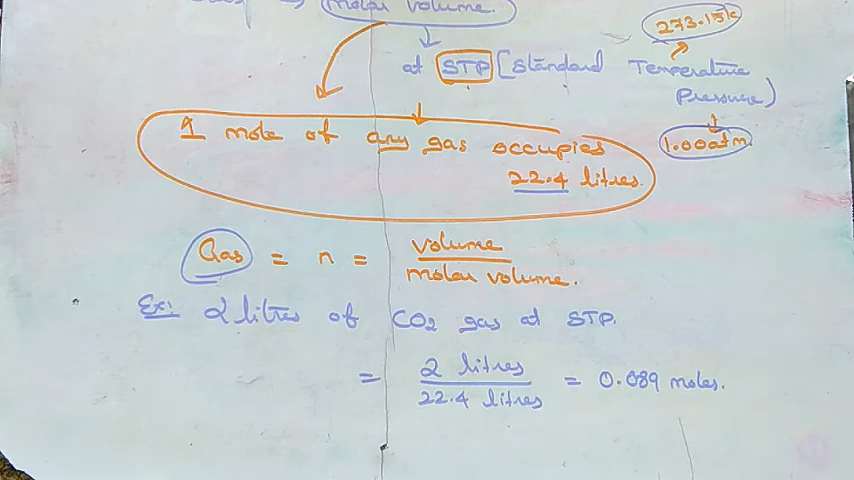 molar volume.
273.15k
at STP [Standard Temperature
Pressure)
1.00atm.
1 mole of any gas occupies
22.4 litres.
Gas = n = volume
molar volume.
Ex: 2 litres of CO2 gas at STP.
= 2 litres = 0.089 moles.
22.4 litres